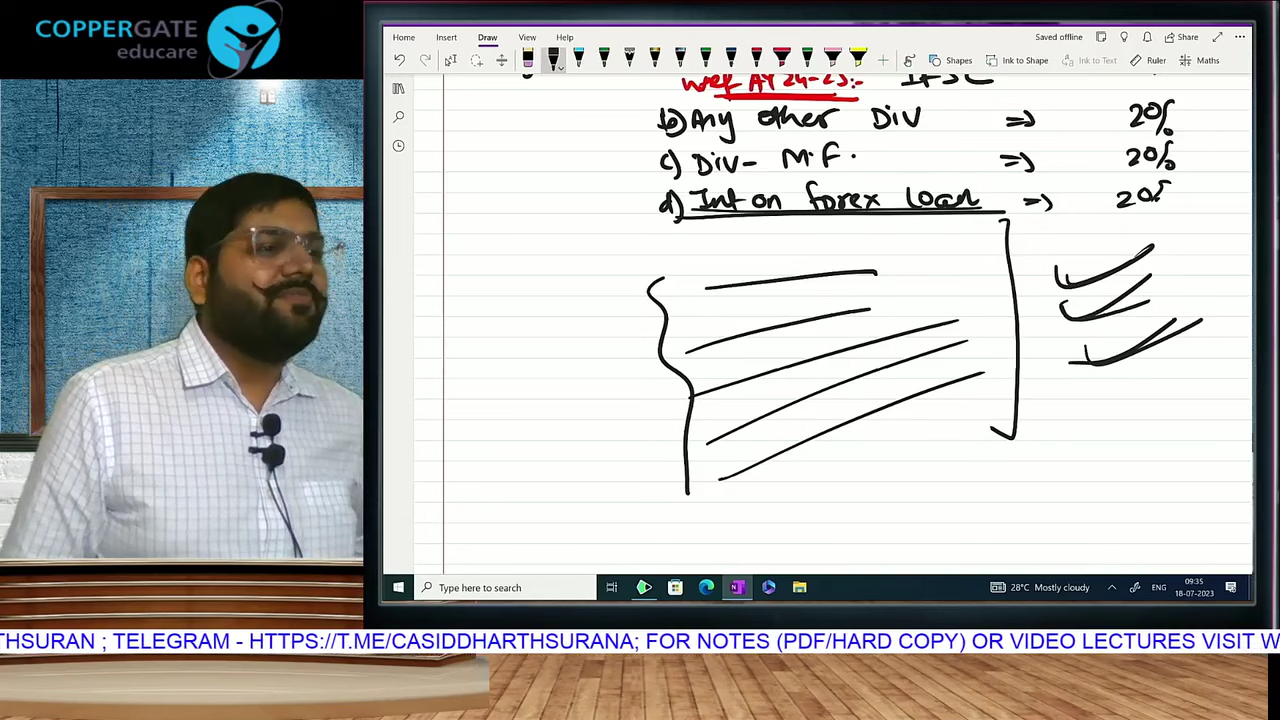 COPPERGATE
educare
Home Insert Draw View Help
Saved offline
Share
Shapes
Ink to Shape
Ink to Text
Ruler
Maths
wef AY 24-25:- IFSC
b) Any other Div => 20%
c) Div- M.F. => 20%
d) Int on forex loan => 20%
Type here to search
28°C Mostly cloudy
ENG
09:35
18-07-2023
THSURAN ; TELEGRAM - HTTPS://T.ME/CASIDDHARTHSURANA; FOR NOTES (PDF/HARD COPY) OR VIDEO LECTURES VISIT W